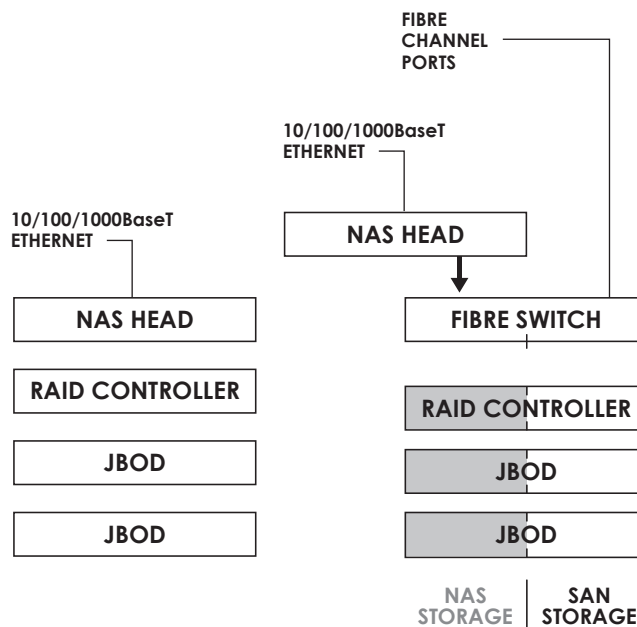 FIBRE
CHANNEL
PORTS
10/100/1000BaseT
ETHERNET
NAS HEAD
10/100/1000BaseT
ETHERNET
NAS HEAD
RAID CONTROLLER
JBOD
JBOD
FIBRE SWITCH
RAID CONTROLLER
JBOD
JBOD
NAS
STORAGE
SAN
STORAGE